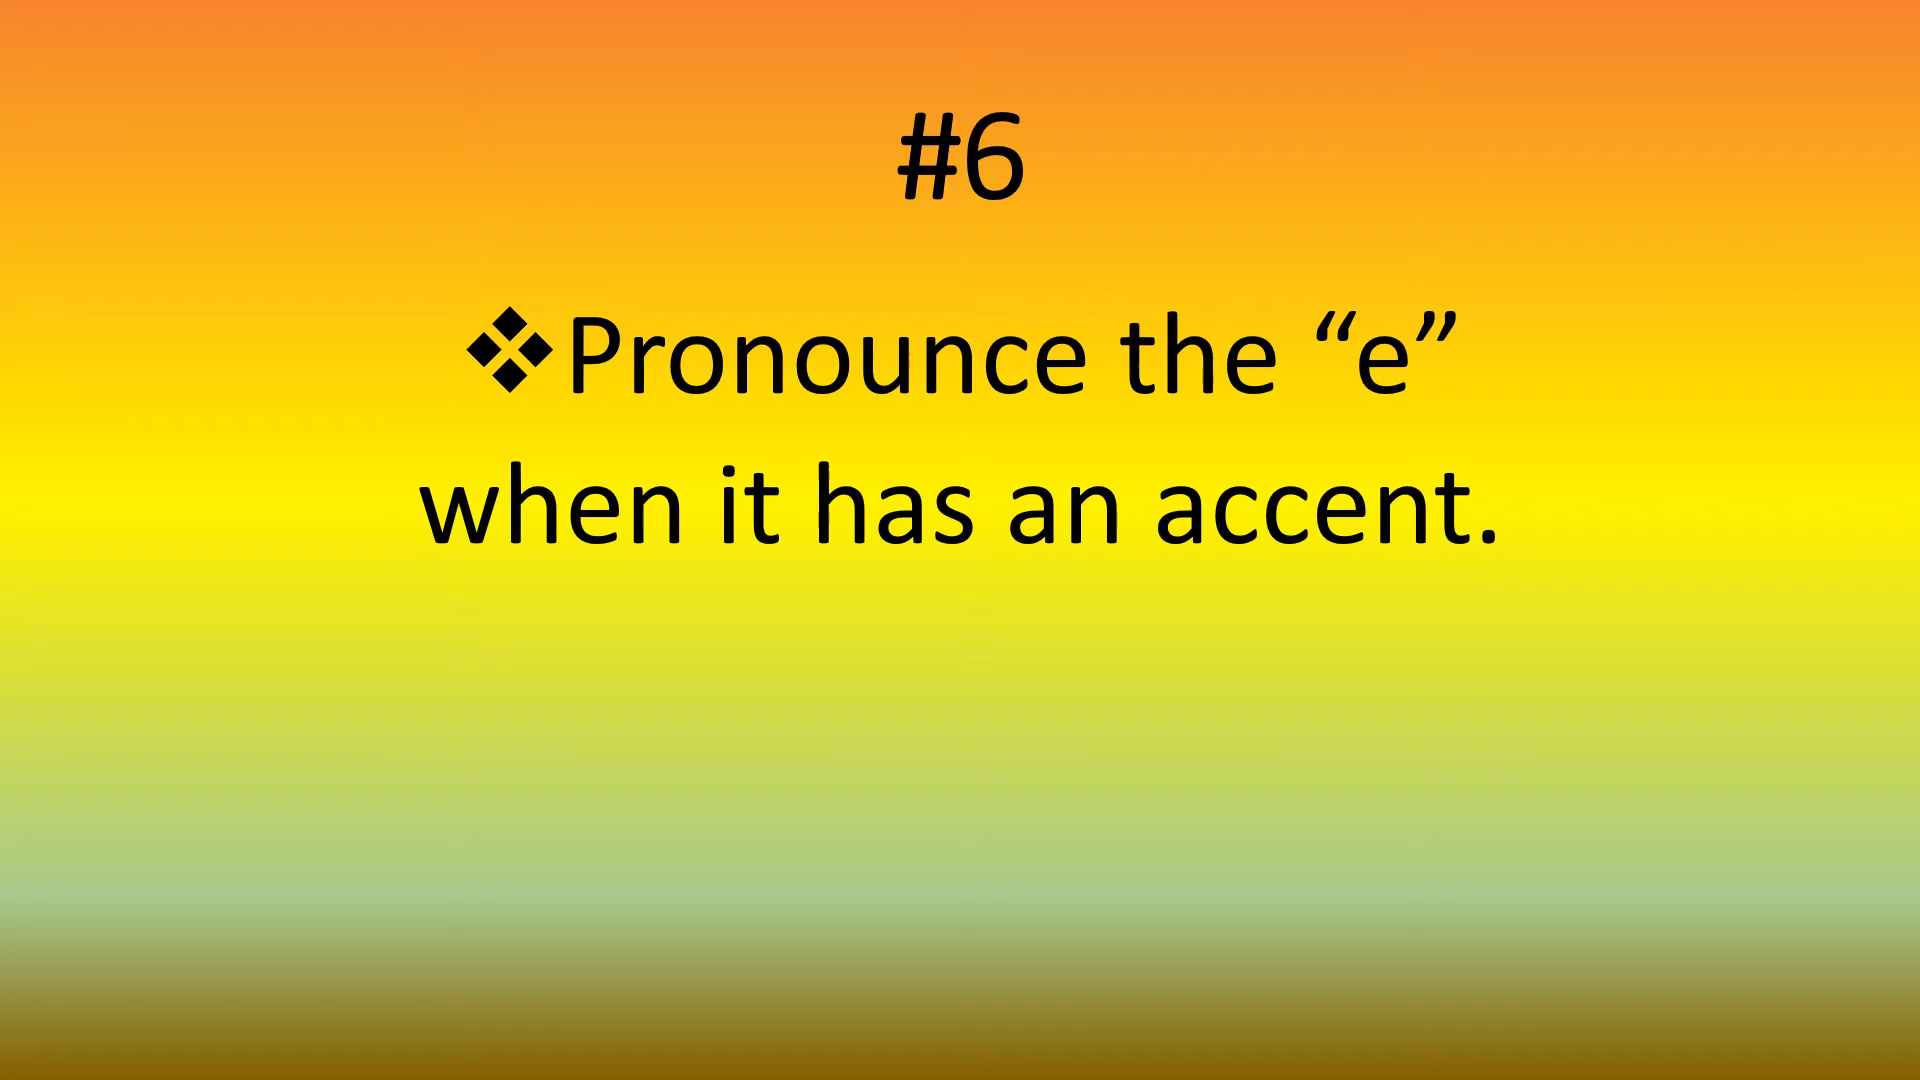 #6
❖Pronounce the “e”
when it has an accent.